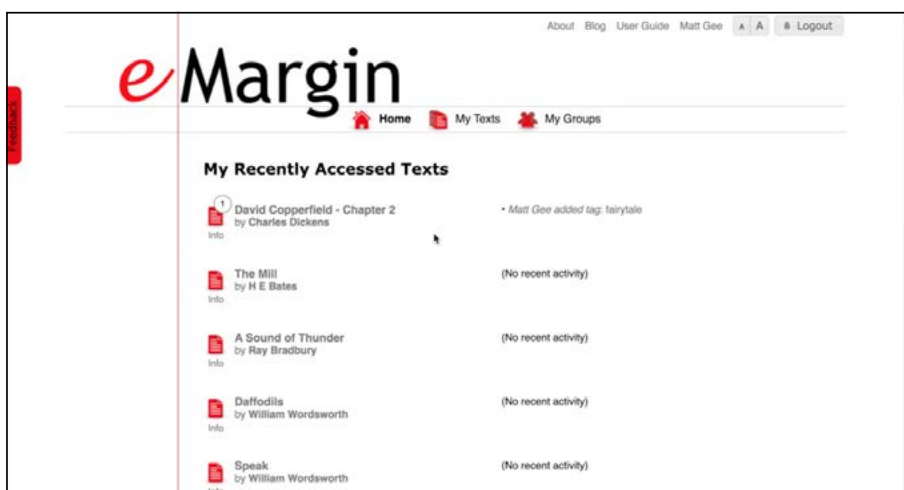 About Blog User Guide Matt Gee A A Logout
eMargin
Feedback
Home My Texts My Groups
My Recently Accessed Texts
1
David Copperfield - Chapter 2 • Matt Gee added tag: fairytale
by Charles Dickens
Info
The Mill (No recent activity)
by H E Bates
Info
A Sound of Thunder (No recent activity)
by Ray Bradbury
Info
Daffodils (No recent activity)
by William Wordsworth
Info
Speak (No recent activity)
by William Wordsworth
Info